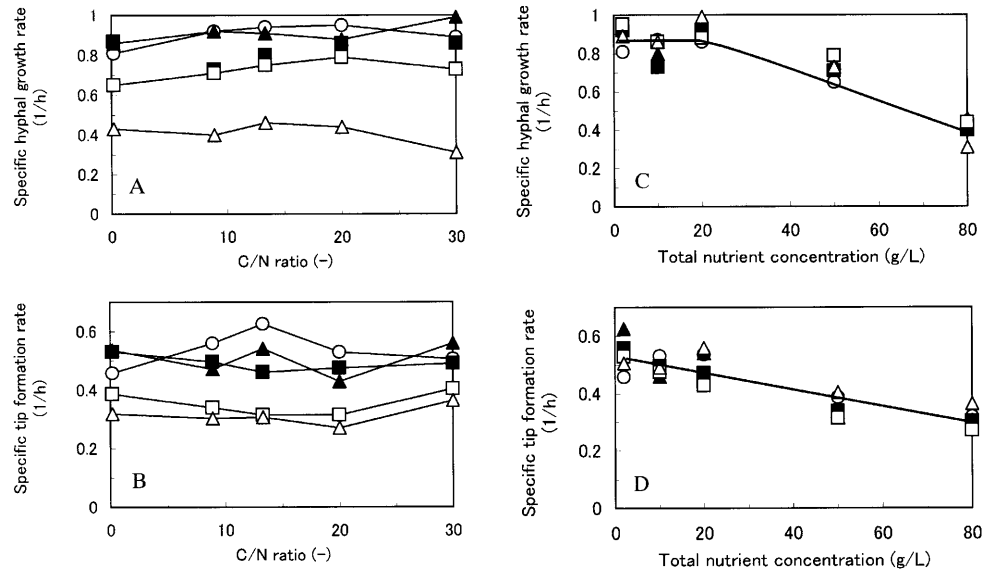 Specific hyphal growth rate
(1/h)
1
0.8
0.6
0.4
0.2
0
A
0 10 20 30
C/N ratio (-)
Specific hyphal growth rate
(1/h)
1
0.8
0.6
0.4
0.2
0
C
0 20 40 60 80
Total nutrient concentration (g/L)
Specific tip formation rate
(1/h)
0.6
0.4
0.2
0
B
0 10 20 30
C/N ratio (-)
Specific tip formation rate
(1/h)
0.6
0.4
0.2
0
D
0 20 40 60 80
Total nutrient concentration (g/L)